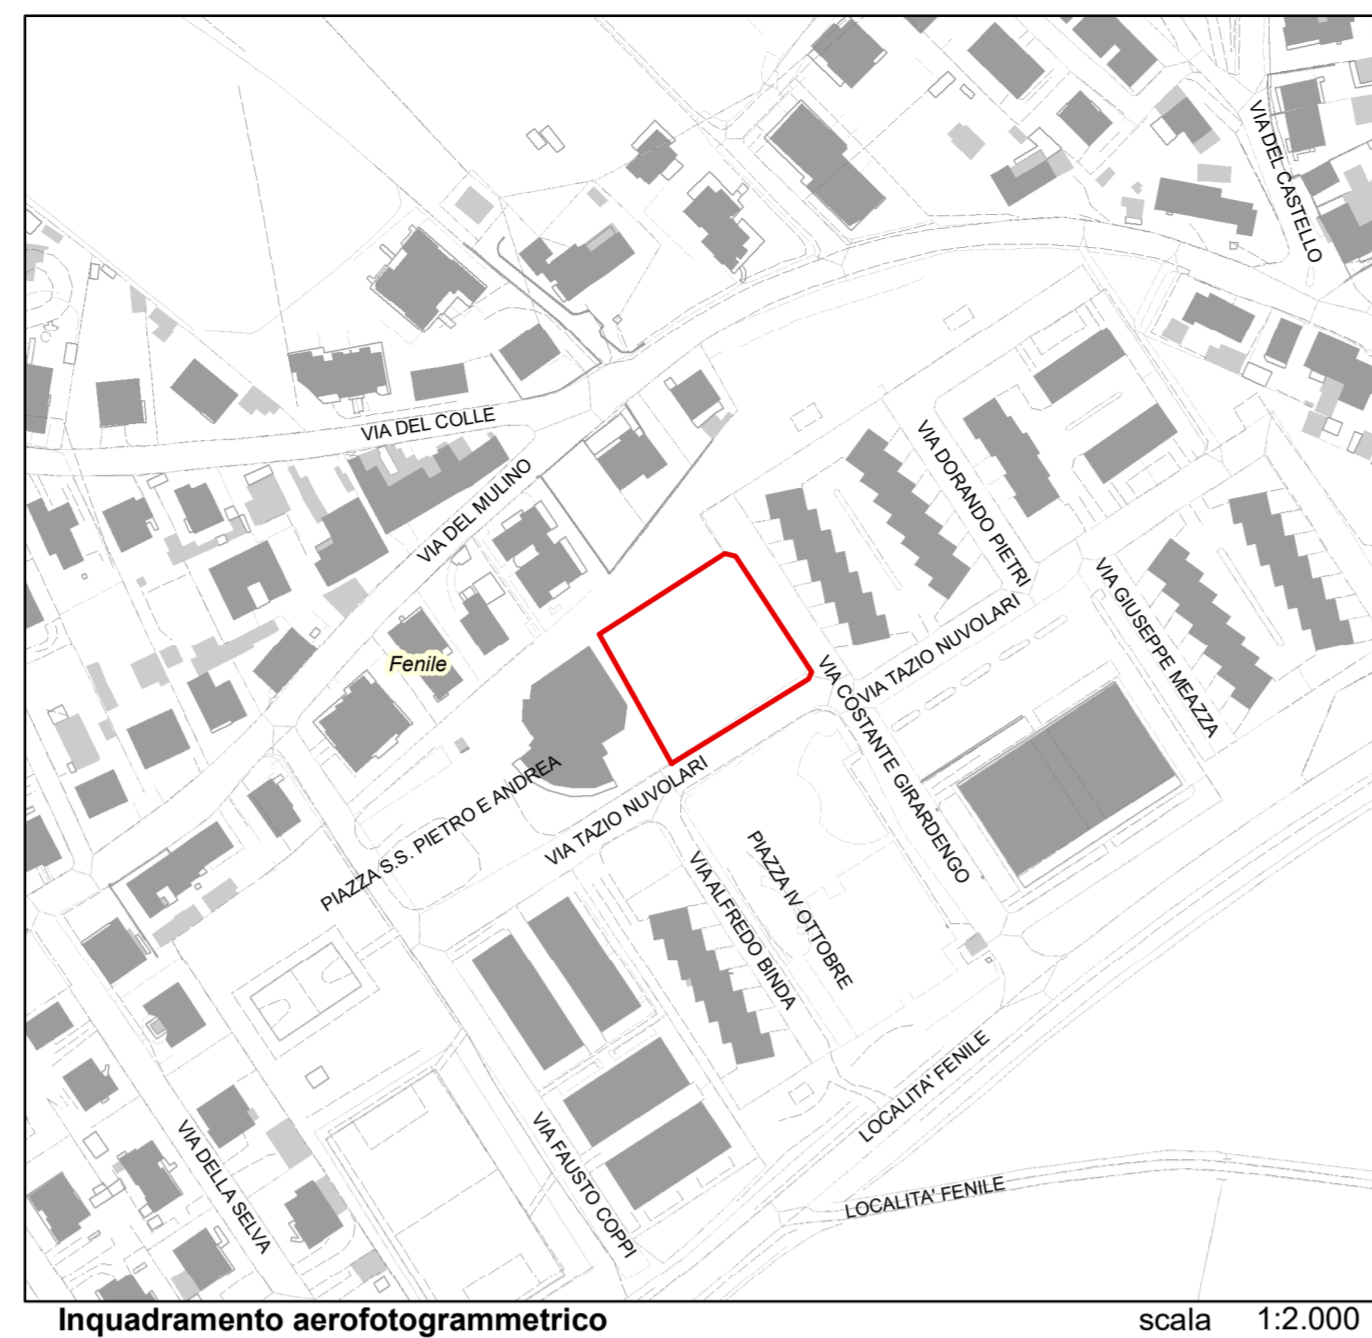 VIA DEL CASTELLO
VIA DEL COLLE
VIA DEL MULINO
VIA DORANDO PIETRI
VIA GIUSEPPE MEAZZA
VIA TAZIO NUVOLARI
Fenile
VIA COSTANTE GIRARDENGO
PIAZZA S.S. PIETRO E ANDREA
VIA TAZIO NUVOLARI
PIAZZA IV OTTOBRE
VIA ALFREDO BINDA
LOCALITA' FENILE
VIA FAUSTO COPPI
VIA DELLA SELVA
LOCALITA' FENILE
Inquadramento aerofotogrammetrico
scala 1:2.000